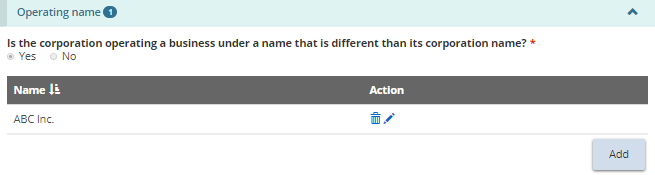 Operating name 1
Is the corporation operating a business under a name that is different than its corporation name? *
Yes No
Name Action
ABC Inc.
Add